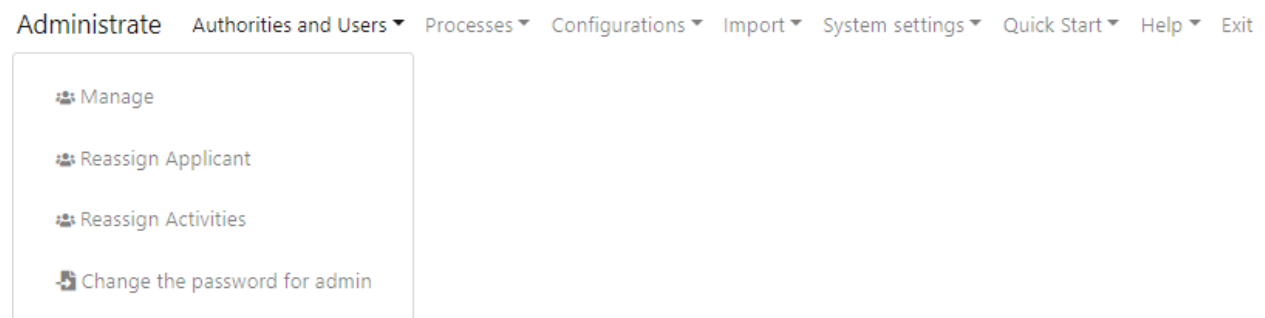 Administrate Authorities and Users Processes Configurations Import System settings Quick Start Help Exit
Manage
Reassign Applicant
Reassign Activities
Change the password for admin